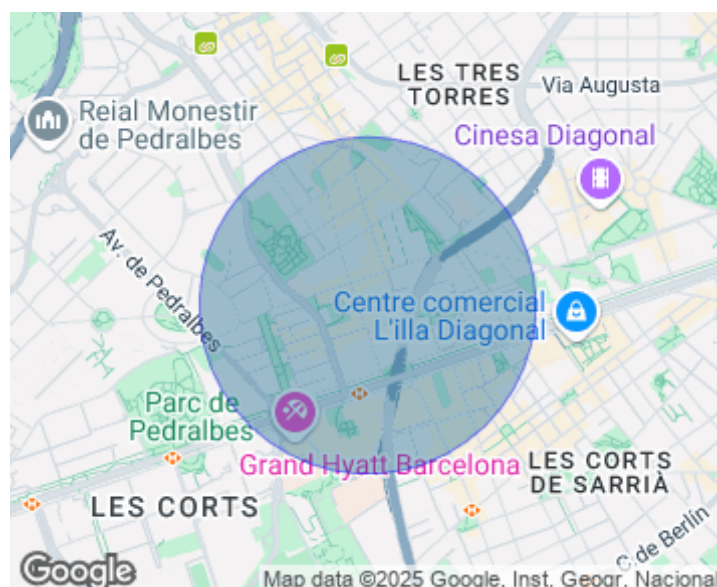 LES TRES
TORRES
Via Augusta
Reial Monestir
de Pedralbes
Cinesa Diagonal
Av. de Pedralbes
Centre comercial
L'illa Diagonal
Parc de
Pedralbes
Grand Hyatt Barcelona
LES CORTS
DE SARRIÀ
LES CORTS
C. de Berlín
Google
Map data ©2025 Google, Inst. Geogr. Nacional